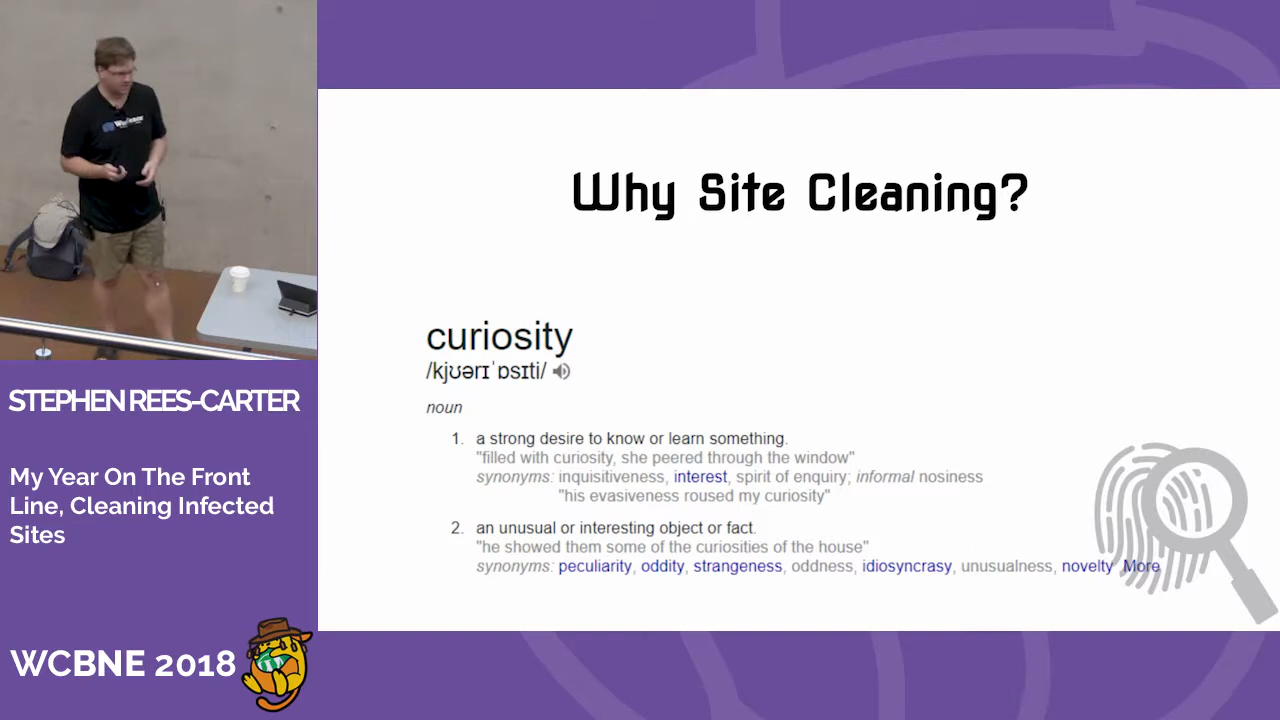 Why Site Cleaning?
curiosity
/kjʊərɪˈɒsɪti/
noun
1. a strong desire to know or learn something.
"filled with curiosity, she peered through the window"
synonyms: inquisitiveness, interest, spirit of enquiry; informal nosiness
"his evasiveness roused my curiosity"
2. an unusual or interesting object or fact.
"he showed them some of the curiosities of the house"
synonyms: peculiarity, oddity, strangeness, oddness, idiosyncrasy, unusualness, novelty More
STEPHEN REES-CARTER
My Year On The Front
Line, Cleaning Infected
Sites
WCBNE 2018